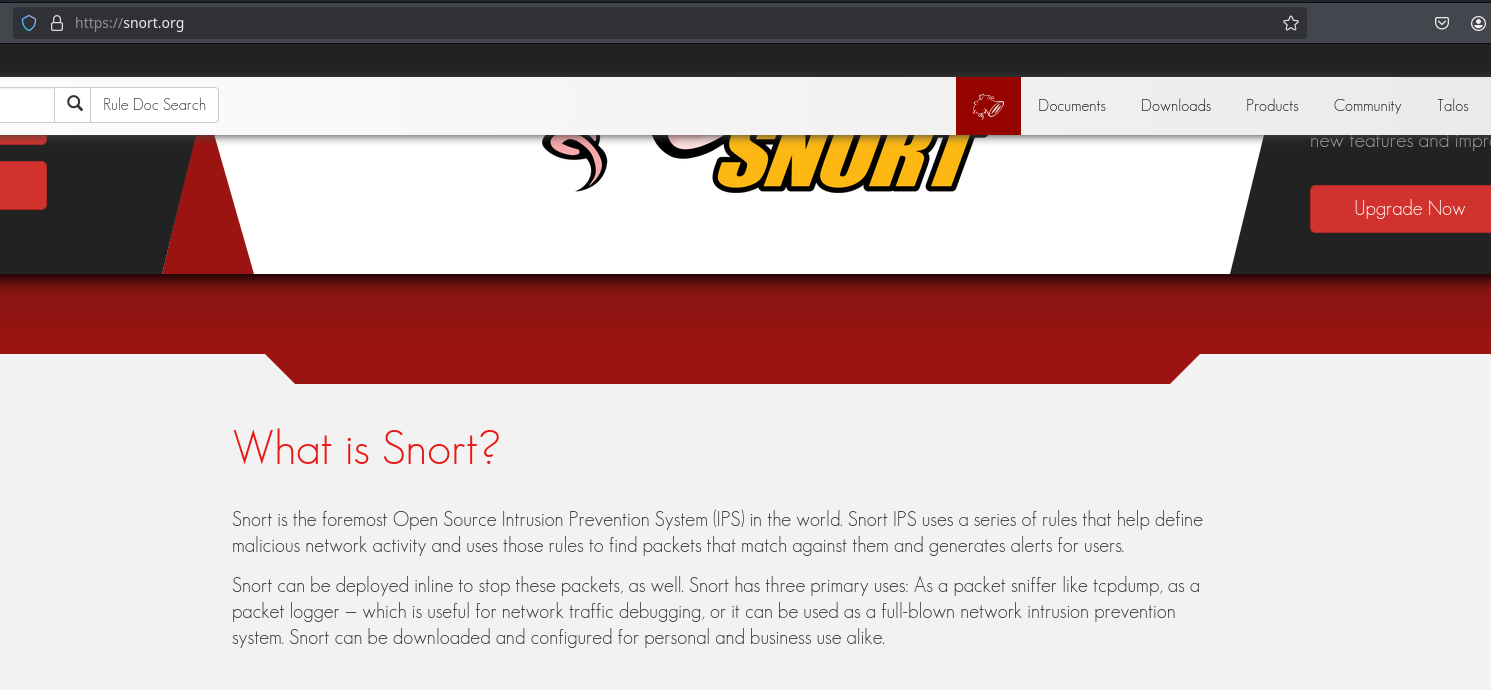 https://snort.org
Rule Doc Search
Documents Downloads Products Community Talos
SNORT
new features and
Upgrade Now
What is Snort?
Snort is the foremost Open Source Intrusion Prevention System (IPS) in the world. Snort IPS uses a series of rules that help define
malicious network activity and uses those rules to find packets that match against them and generates alerts for users.
Snort can be deployed inline to stop these packets, as well. Snort has three primary uses: As a packet sniffer like tcpdump, as a
packet logger — which is useful for network traffic debugging, or it can be used as a full-blown network intrusion prevention
system. Snort can be downloaded and configured for personal and business use alike.